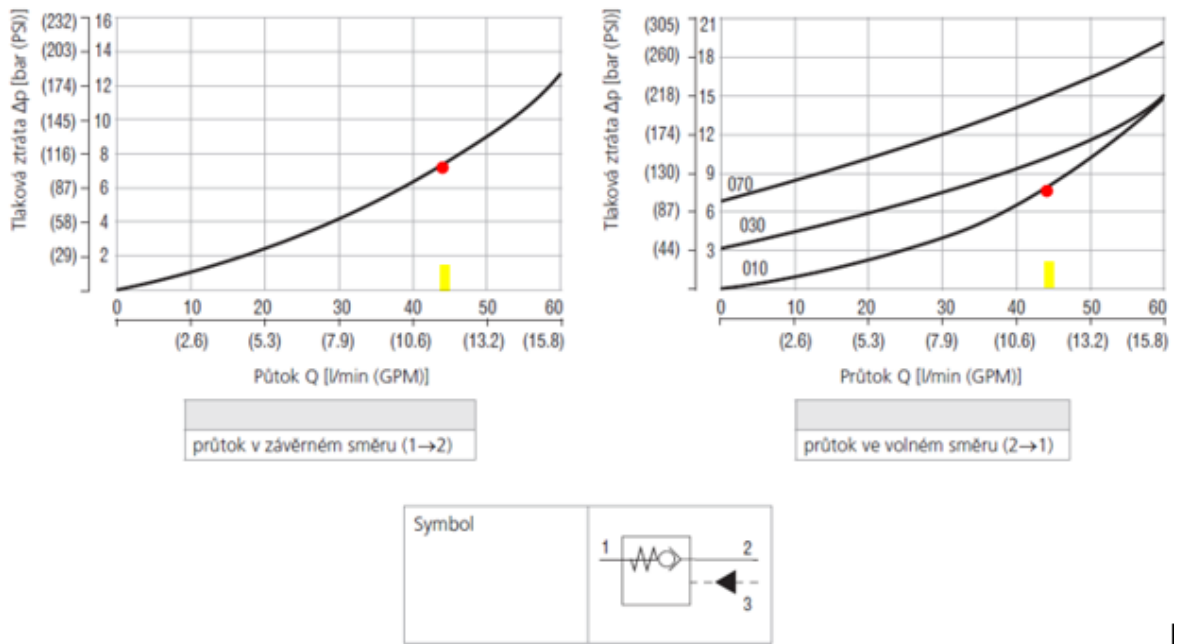 Tlaková ztráta Δp [bar (PSI)]
(232) 16
(203) 14
(174) 12
(145) 10
(116) 8
(87) 6
(58) 4
(29) 2
0 10 20 30 40 50 60
(2.6) (5.3) (7.9) (10.6) (13.2) (15.8)
Půtok Q [l/min (GPM)]
průtok v závěrném směru (1→2)
Tlaková ztráta Δp [bar (PSI)]
(305) 21
(260) 18
(218) 15
(174) 12
(130) 9
(87) 6
(44) 3
070
030
010
0 10 20 30 40 50 60
(2.6) (5.3) (7.9) (10.6) (13.2) (15.8)
Průtok Q [l/min (GPM)]
průtok ve volném směru (2→1)
Symbol
1 2
3